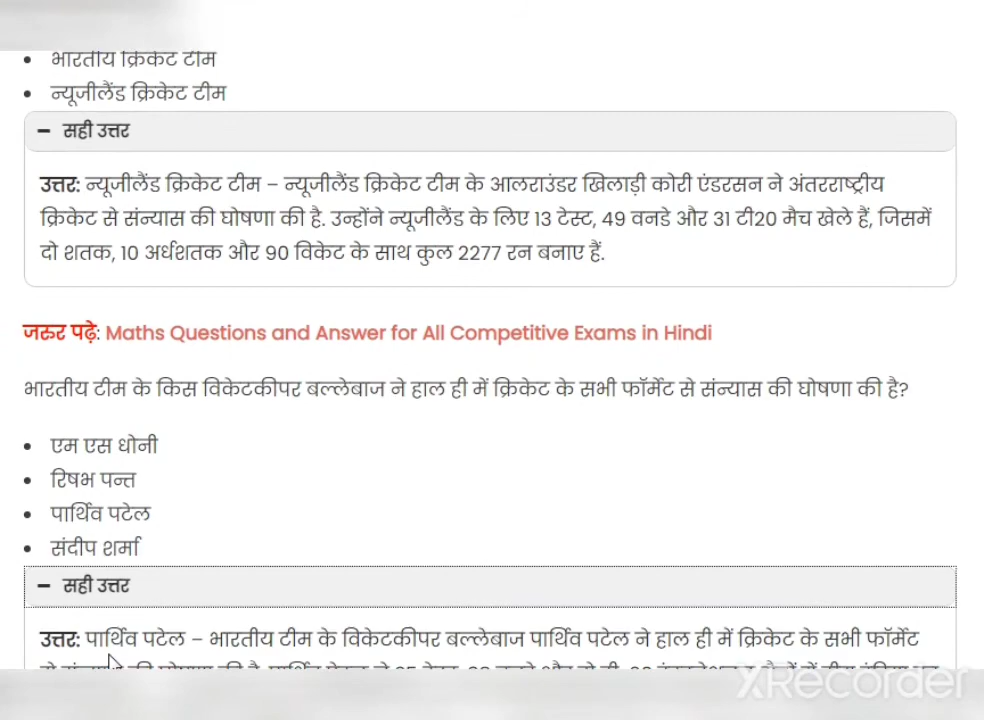 भारतीय क्रिकेट टीम
न्यूजीलैंड क्रिकेट टीम
– सही उत्तर
उत्तर: न्यूजीलैंड क्रिकेट टीम – न्यूजीलैंड क्रिकेट टीम के आलराउंडर खिलाड़ी कोरी एंडरसन ने अंतरराष्ट्रीय
क्रिकेट से संन्यास की घोषणा की है. उन्होंने न्यूजीलैंड के लिए 13 टेस्ट, 49 वनडे और 31 टी20 मैच खेले हैं, जिसमें
दो शतक, 10 अर्धशतक और 90 विकेट के साथ कुल 2277 रन बनाए हैं.
जरुर पढ़े: Maths Questions and Answer for All Competitive Exams in Hindi
भारतीय टीम के किस विकेटकीपर बल्लेबाज ने हाल ही में क्रिकेट के सभी फॉर्मेट से संन्यास की घोषणा की है?
एम एस धोनी
रिषभ पन्त
पार्थिव पटेल
संदीप शर्मा
– सही उत्तर
उत्तर: पार्थिव पटेल – भारतीय टीम के विकेटकीपर बल्लेबाज पार्थिव पटेल ने हाल ही में क्रिकेट के सभी फॉर्मेट
XRecorder